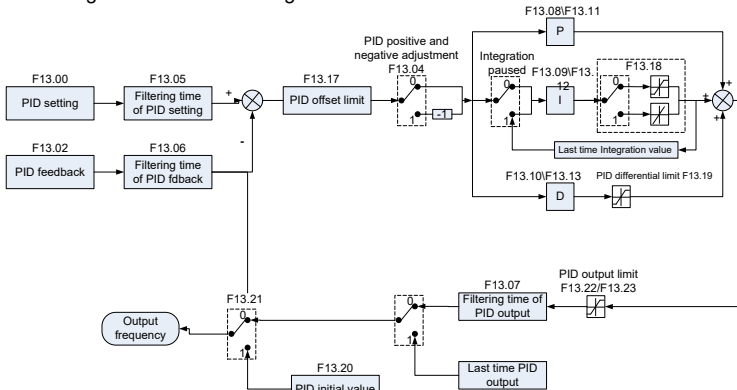 F13.08\F13.11
P
PID positive and
negative adjustment
F13.04
Integration
paused
F13.09\F13.
12
F13.18
F13.00
F13.05
F13.17
PID setting
Filtering time
of PID setting
+
PID offset limit
0
-1
1
0
1
I
0
1
+
+
+
-
Last time Integration value
F13.02
F13.06
PID feedback
Filtering time
of PID fdback
F13.10\F13.13
PID differential limit F13.19
D
PID output limit
F13.22/F13.23
F13.07
Filtering time of
PID output
F13.21
0
1
0
1
Output
frequency
F13.20
PID initial value
Last time PID
output